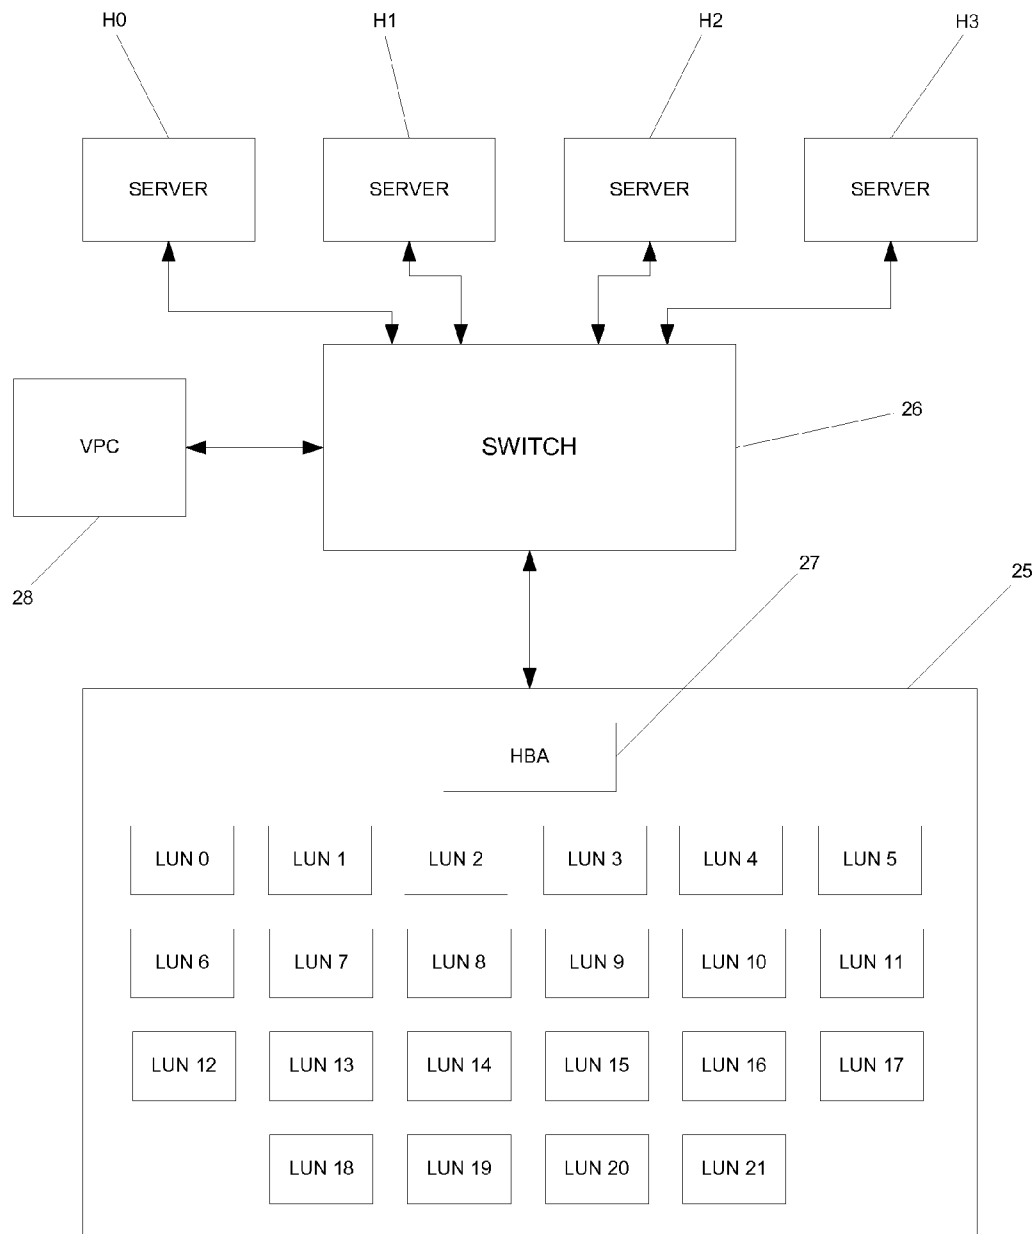 H0 H1 H2 H3
SERVER SERVER SERVER SERVER
26
VPC SWITCH
28
27
25
HBA
LUN 0 LUN 1 LUN 2 LUN 3 LUN 4 LUN 5
LUN 6 LUN 7 LUN 8 LUN 9 LUN 10 LUN 11
LUN 12 LUN 13 LUN 14 LUN 15 LUN 16 LUN 17
LUN 18 LUN 19 LUN 20 LUN 21